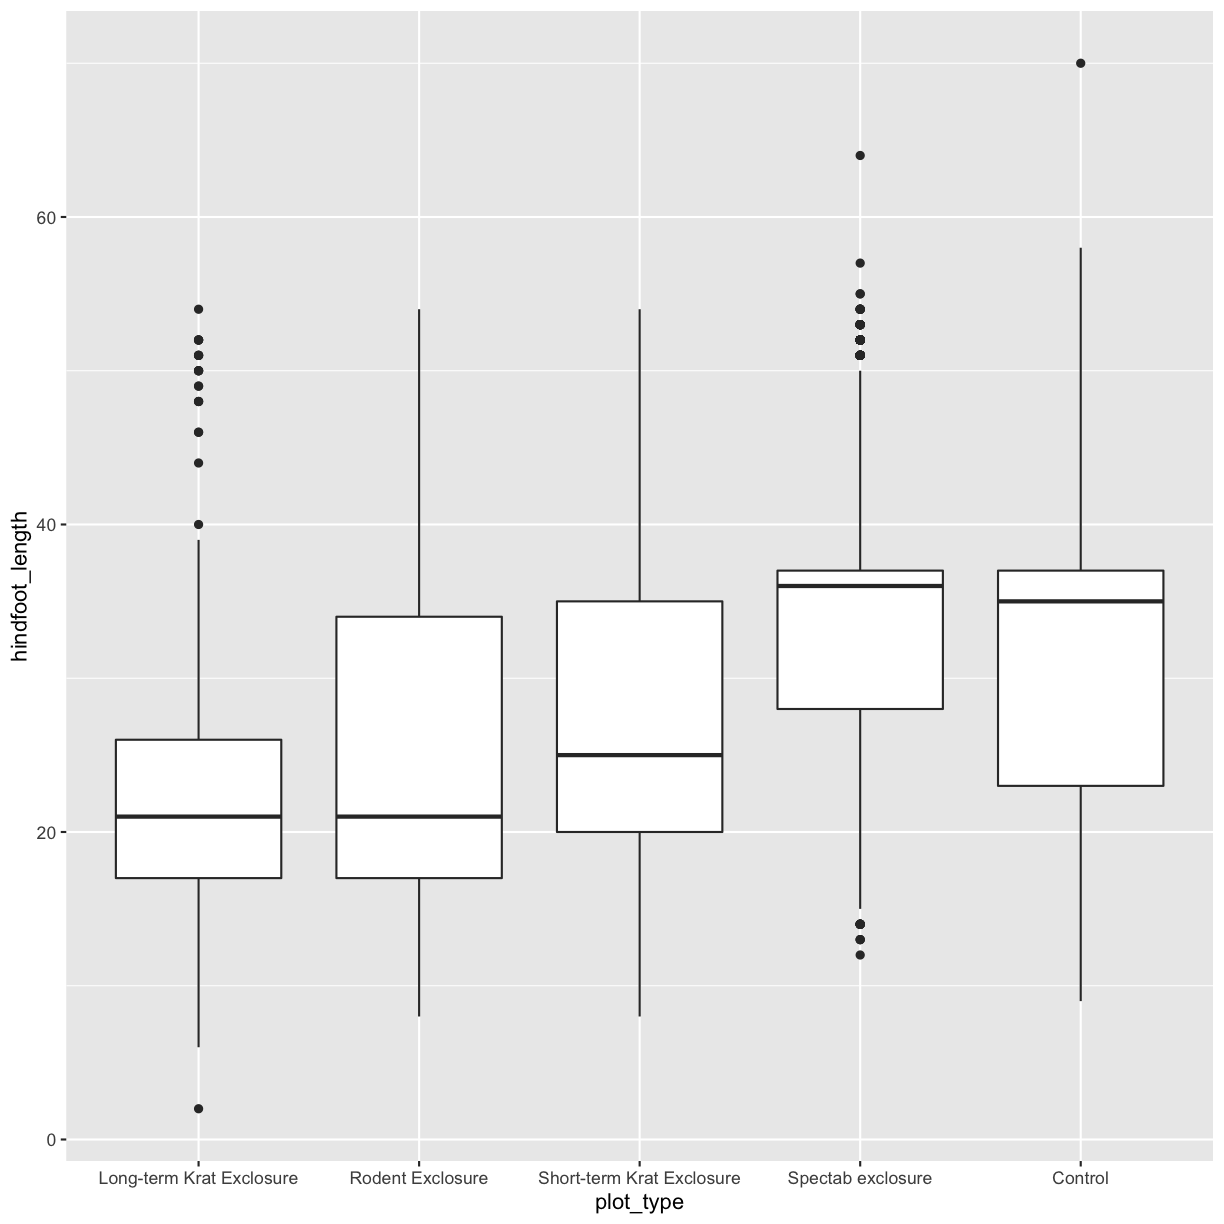 hindfoot_length
60
40
20
0
Long-term Krat Exclosure
Rodent Exclosure
Short-term Krat Exclosure
Spectab exclosure
Control
plot_type